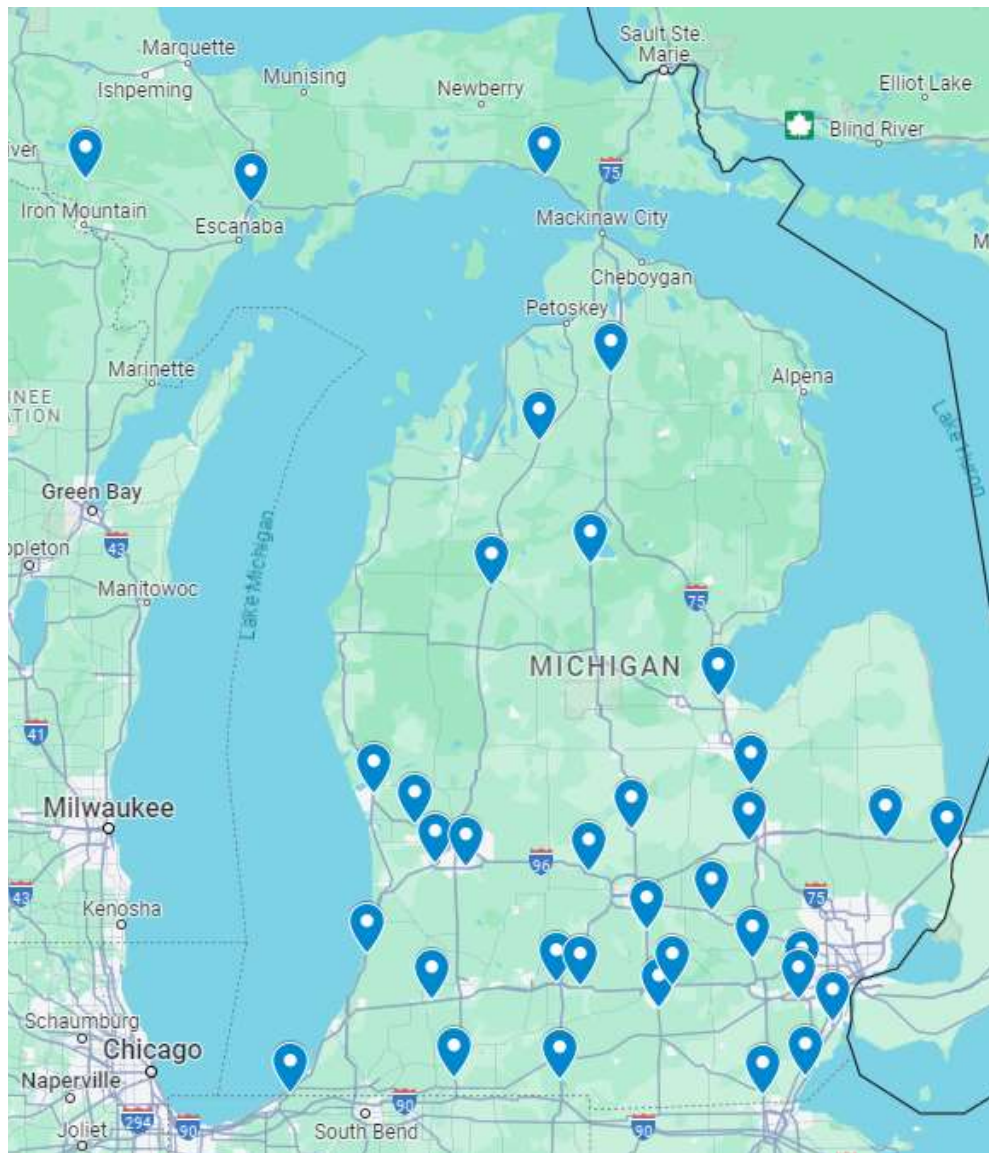 Marquette
Ishpeming
Munising
Newberry
Sault Ste.
Marie
Elliot Lake
Blind River
iver
75
Iron Mountain
Escanaba
Mackinaw City
Cheboygan
Petoskey
Marinette
Alpena
NEE
ATION
Lake Huron
Green Bay
43
ppleton
Manitowoc
Lake Michigan
75
MICHIGAN
41
Milwaukee
96
43
Kenosha
75
Schaumburg
Chicago
Naperville
90
294
90
South Bend
90
Joliet